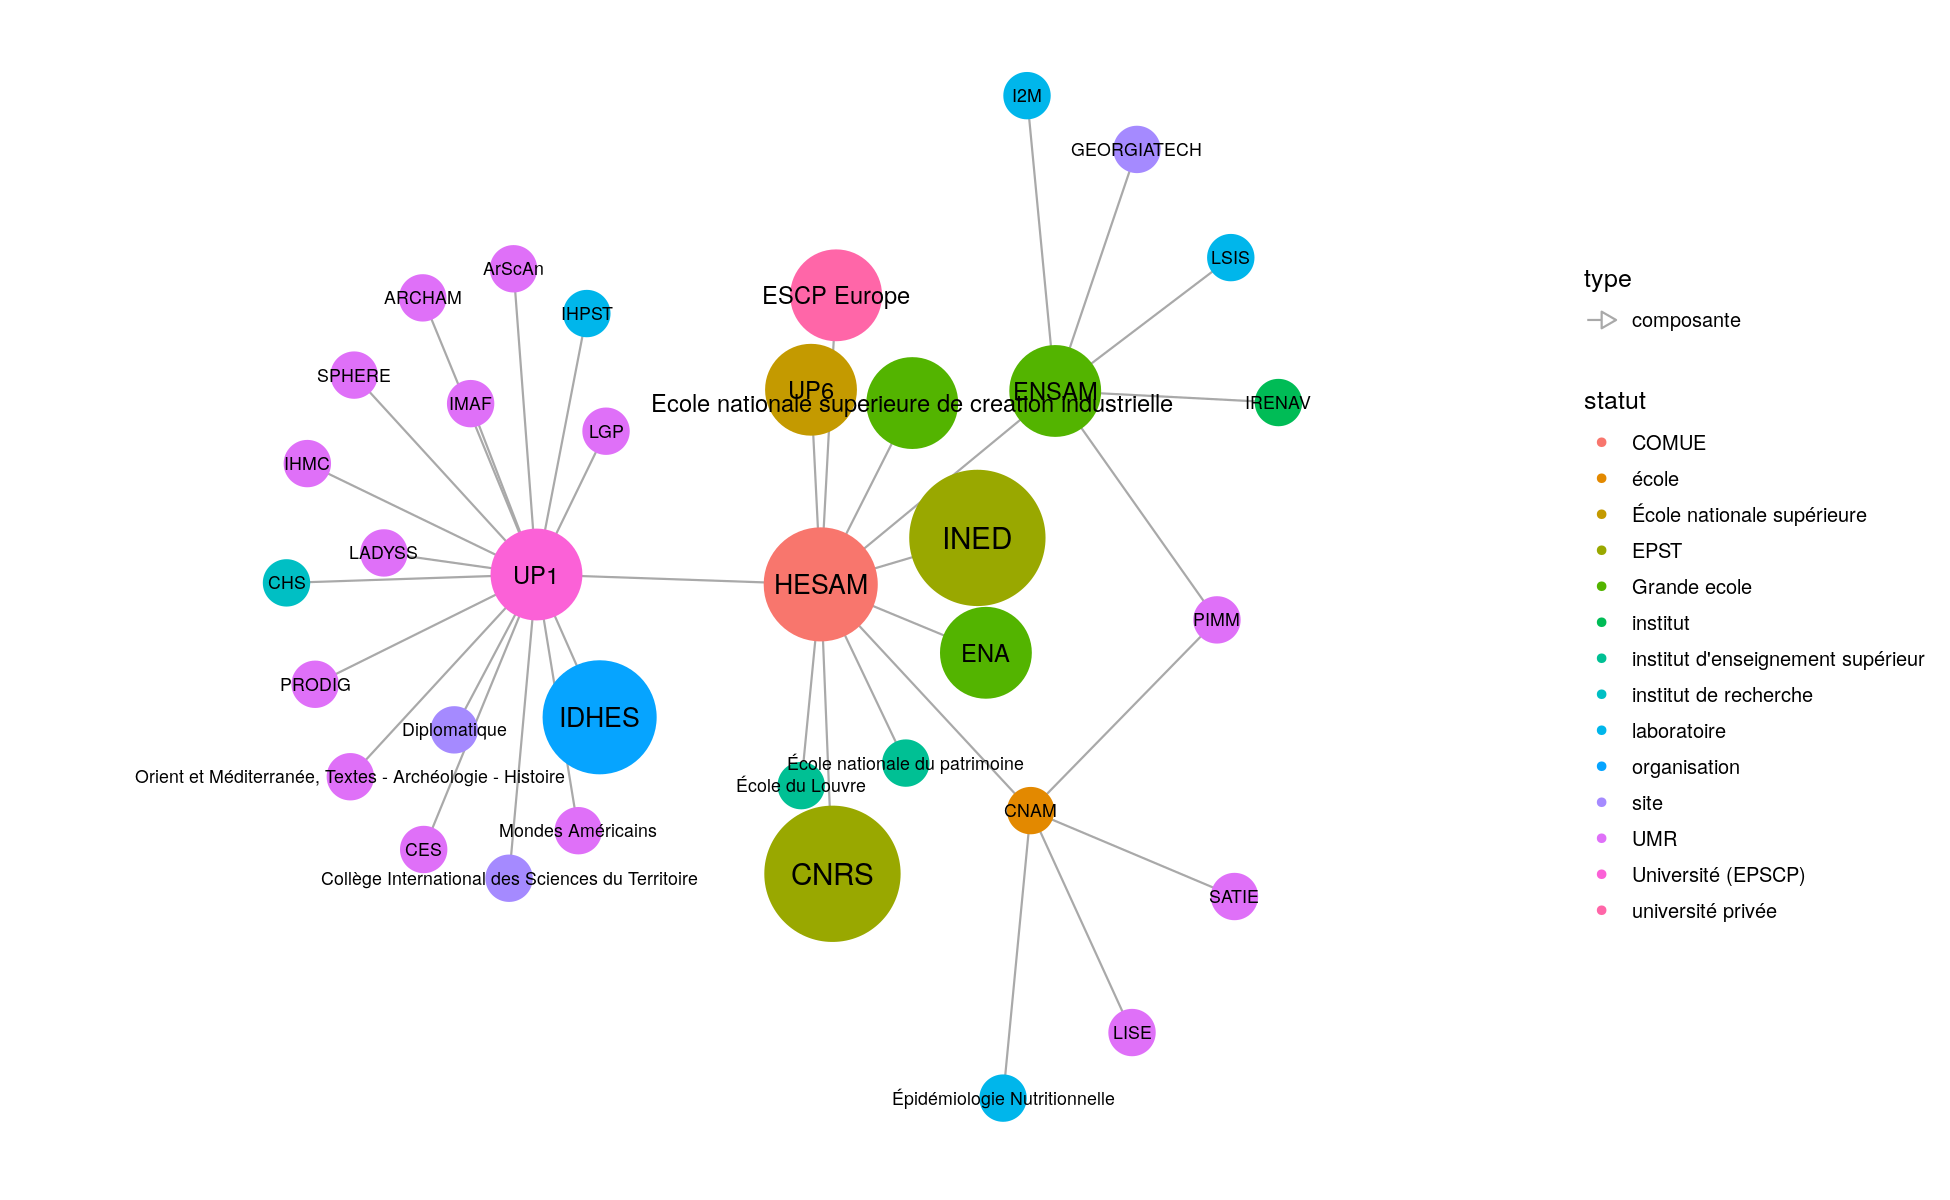 I2M
GEORGIATECH
LSIS
ArScAn
ARCHAM
IHPST
ESCP Europe
SPHERE
IMAF
UP6
ENSAM
IRENAV
Ecole nationale superieure de creation industrielle
LGP
IHMC
INED
LADYSS
CHS
UP1
HESAM
PIMM
ENA
PRODIG
IDHES
Diplomatique
Orient et Méditerranée, Textes - Archéologie - Histoire
École nationale du patrimoine
École du Louvre
CNAM
Mondes Américains
CES
Collège International des Sciences du Territoire
CNRS
SATIE
LISE
Épidémiologie Nutritionnelle
type
composante
statut
COMUE
école
École nationale supérieure
EPST
Grande ecole
institut
institut d'enseignement supérieur
institut de recherche
laboratoire
organisation
site
UMR
Université (EPSCP)
université privée